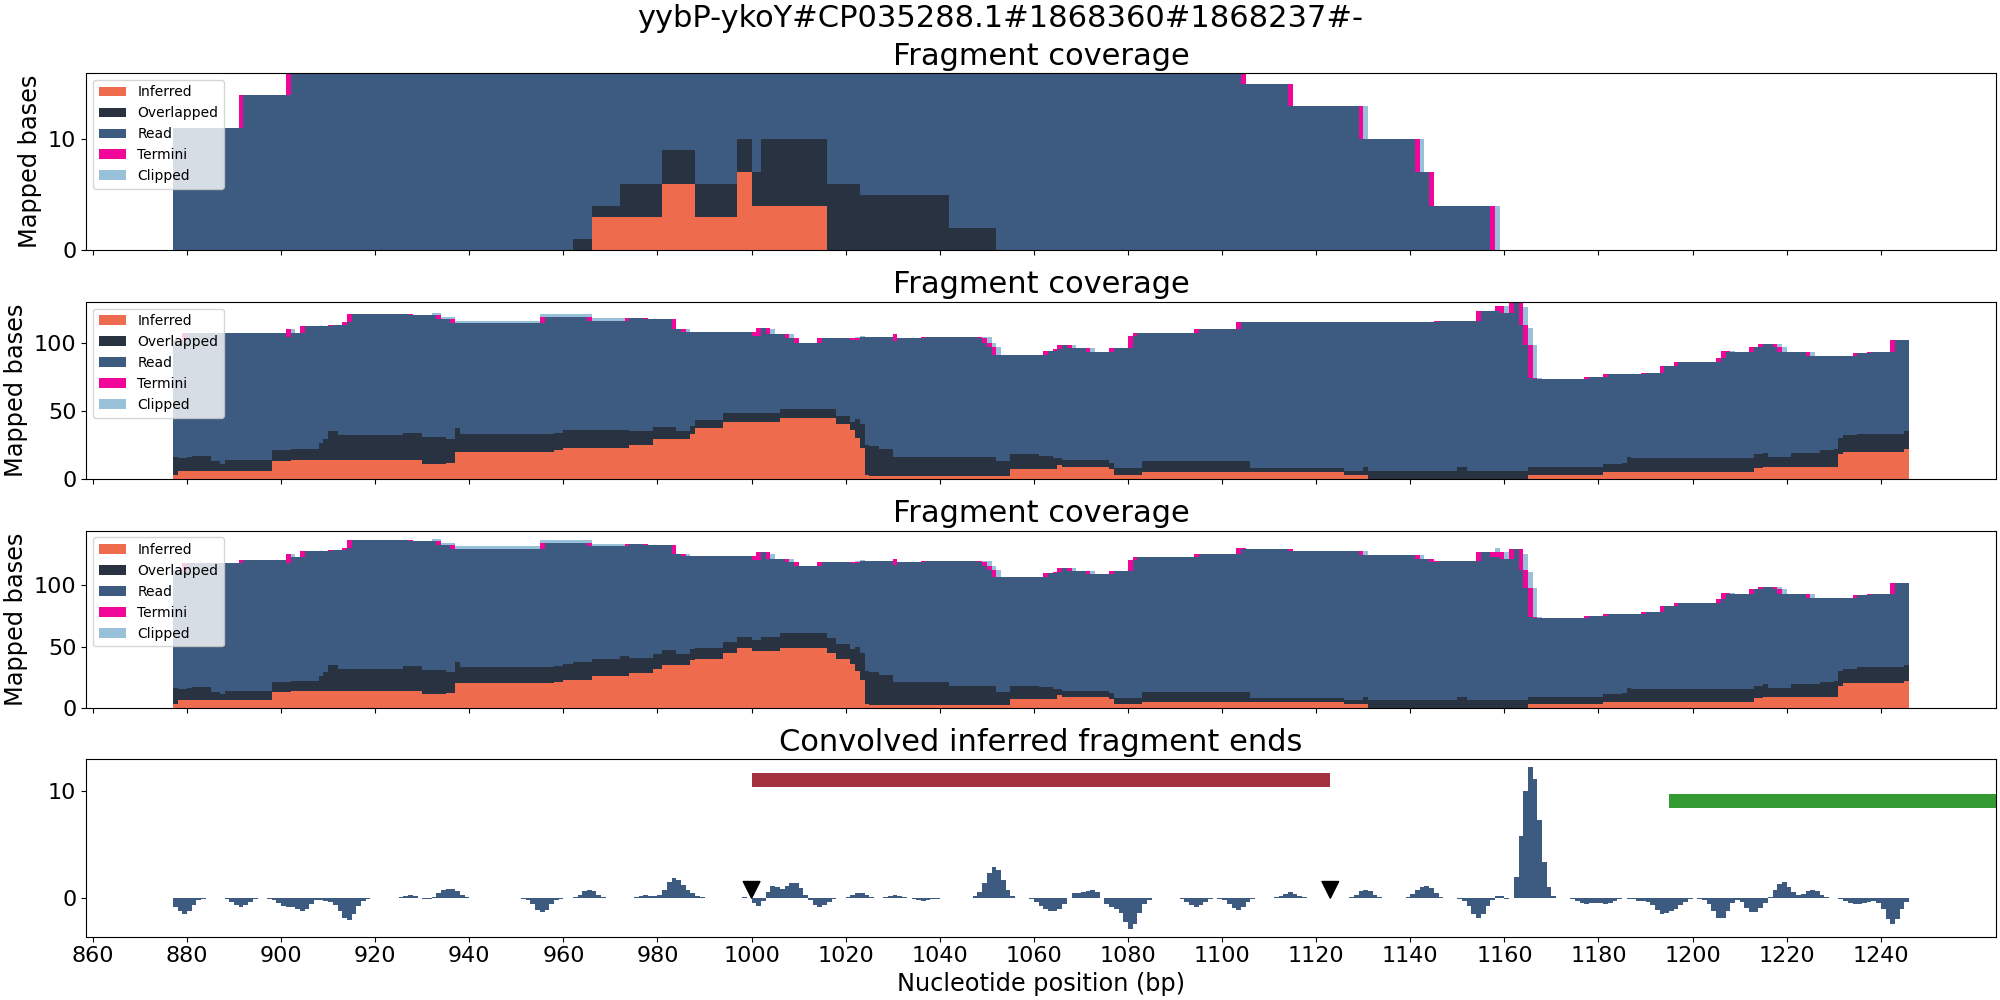 yybP-ykoY#CP035288.1#1868360#1868237#-
Fragment coverage
Mapped bases
10
0
Inferred
Overlapped
Read
Termini
Clipped
Fragment coverage
Mapped bases
100
50
0
Inferred
Overlapped
Read
Termini
Clipped
Fragment coverage
Mapped bases
100
50
0
Inferred
Overlapped
Read
Termini
Clipped
Convolved inferred fragment ends
10
0
860 880 900 920 940 960 980 1000 1020 1040 1060 1080 1100 1120 1140 1160 1180 1200 1220 1240
Nucleotide position (bp)